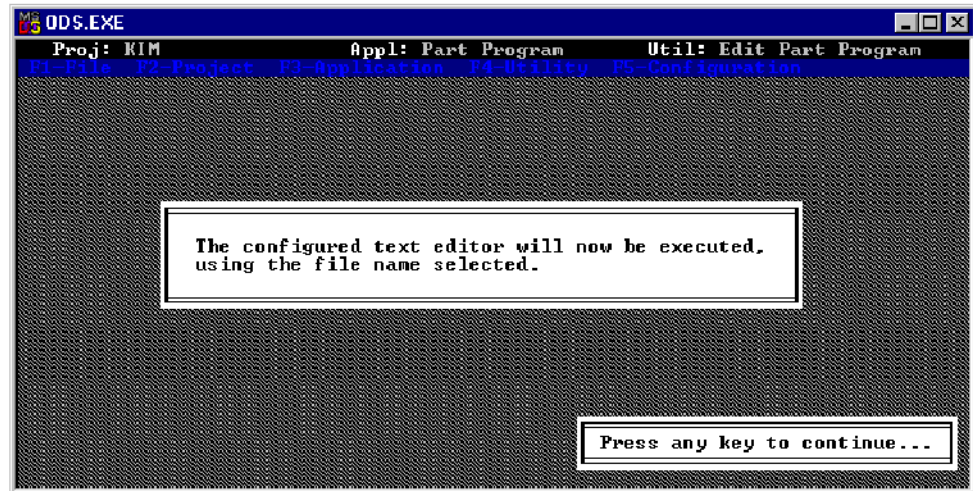 ODS.EXE
Proj: KIM Appl: Part Program Util: Edit Part Program
F1-File F2-Project F3-Application F4-Utility F5-Configuration
The configured text editor will now be executed,
using the file name selected.
Press any key to continue...